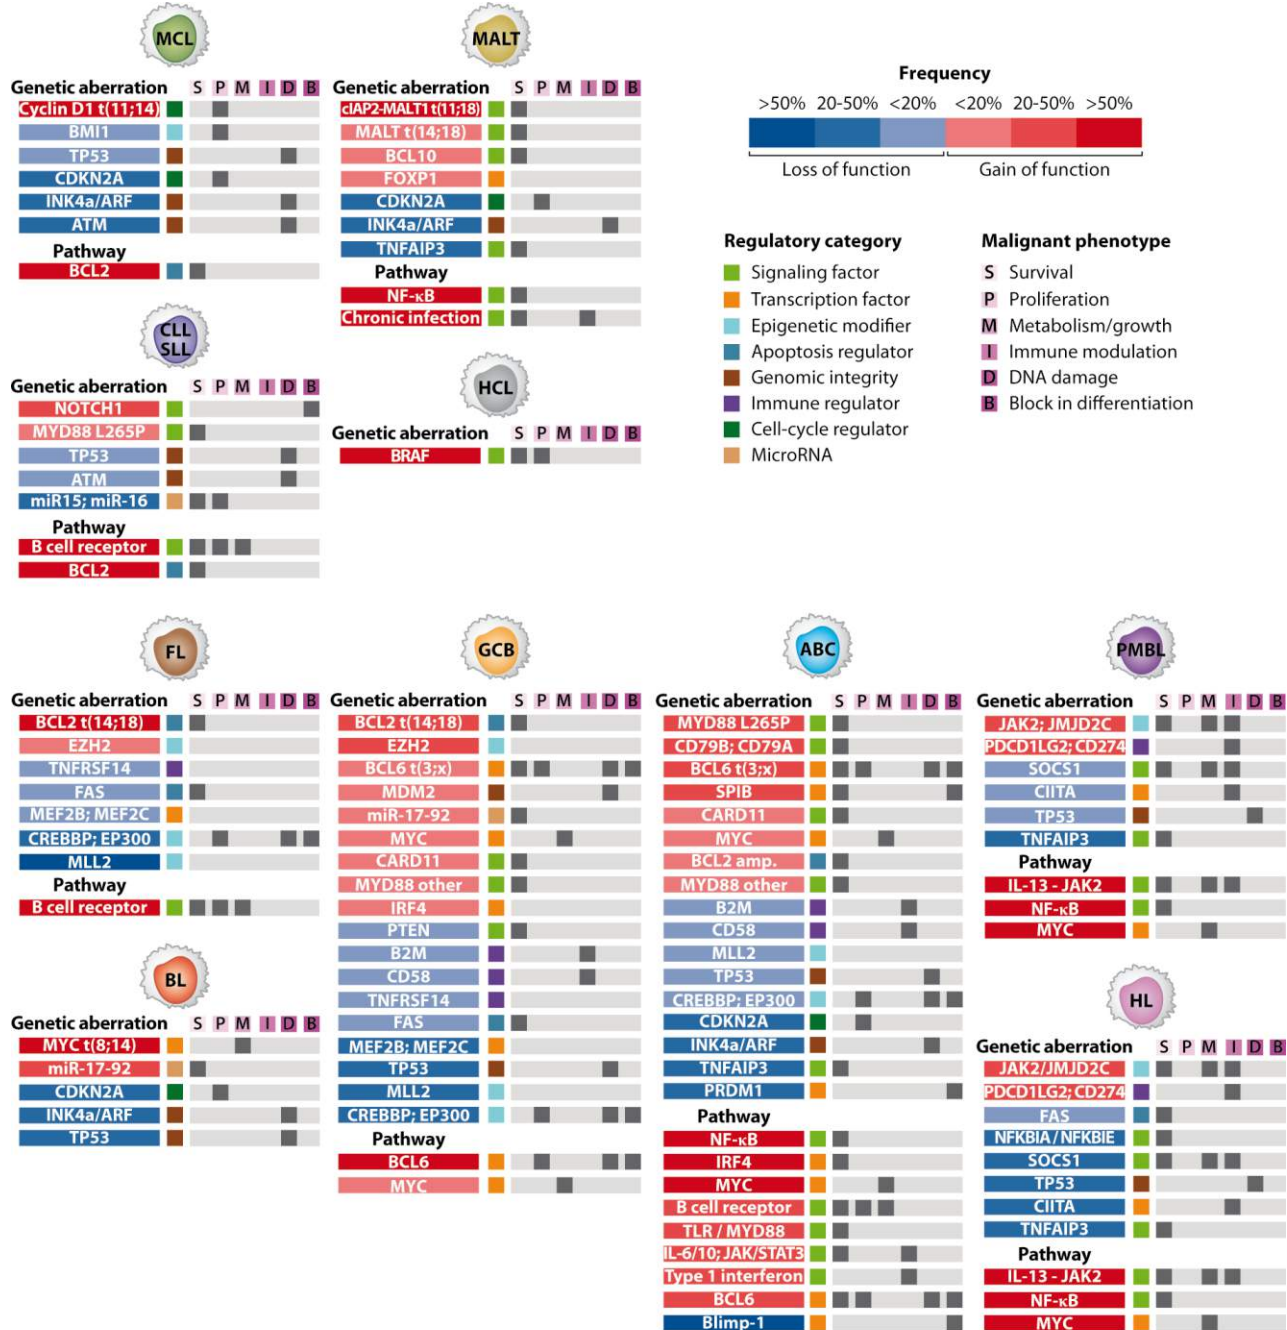 MCL
Genetic aberration S P M I D B
Cyclin D1 t(11;14)
BMI1
TP53
CDKN2A
INK4a/ARF
ATM
Pathway
BCL2
MALT
Genetic aberration S P M I D B
cIAP2-MALT1 t(11;18)
MALT t(14;18)
BCL10
FOXP1
CDKN2A
INK4a/ARF
TNFAIP3
Pathway
NF-κB
Chronic infection
Frequency
>50% 20-50% <20% <20% 20-50% >50%
Loss of function Gain of function
Regulatory category
Signaling factor
Transcription factor
Epigenetic modifier
Apoptosis regulator
Genomic integrity
Immune regulator
Cell-cycle regulator
MicroRNA
Malignant phenotype
S Survival
P Proliferation
M Metabolism/growth
I Immune modulation
D DNA damage
B Block in differentiation
CLL
SLL
Genetic aberration S P M I D B
NOTCH1
MYD88 L265P
TP53
ATM
miR15; miR-16
Pathway
B cell receptor
BCL2
HCL
Genetic aberration S P M I D B
BRAF
FL
Genetic aberration S P M I D B
BCL2 t(14;18)
EZH2
TNFRSF14
FAS
MEF2B; MEF2C
CREBBP; EP300
MLL2
Pathway
B cell receptor
BL
Genetic aberration S P M I D B
MYC t(8;14)
miR-17-92
CDKN2A
INK4a/ARF
TP53
GCB
Genetic aberration S P M I D B
BCL2 t(14;18)
EZH2
BCL6 t(3;x)
MDM2
miR-17-92
MYC
CARD11
MYD88 other
IRF4
PTEN
B2M
CD58
TNFRSF14
FAS
MEF2B; MEF2C
TP53
MLL2
CREBBP; EP300
Pathway
BCL6
MYC
ABC
Genetic aberration S P M I D B
MYD88 L265P
CD79B; CD79A
BCL6 t(3;x)
SPIB
CARD11
MYC
BCL2 amp.
MYD88 other
B2M
CD58
MLL2
TP53
CREBBP; EP300
CDKN2A
INK4a/ARF
TNFAIP3
PRDM1
Pathway
NF-κB
IRF4
MYC
B cell receptor
TLR / MYD88
IL-6/10; JAK/STAT3
Type 1 interferon
BCL6
Blimp-1
PMBL
Genetic aberration S P M I D B
JAK2; JMJD2C
PDCD1LG2; CD274
SOCS1
CIITA
TP53
TNFAIP3
Pathway
IL-13 - JAK2
NF-κB
MYC
HL
Genetic aberration S P M I D B
JAK2/JMJD2C
PDCD1LG2; CD274
FAS
NFKBIA / NFKBIE
SOCS1
TP53
CIITA
TNFAIP3
Pathway
IL-13 - JAK2
NF-κB
MYC